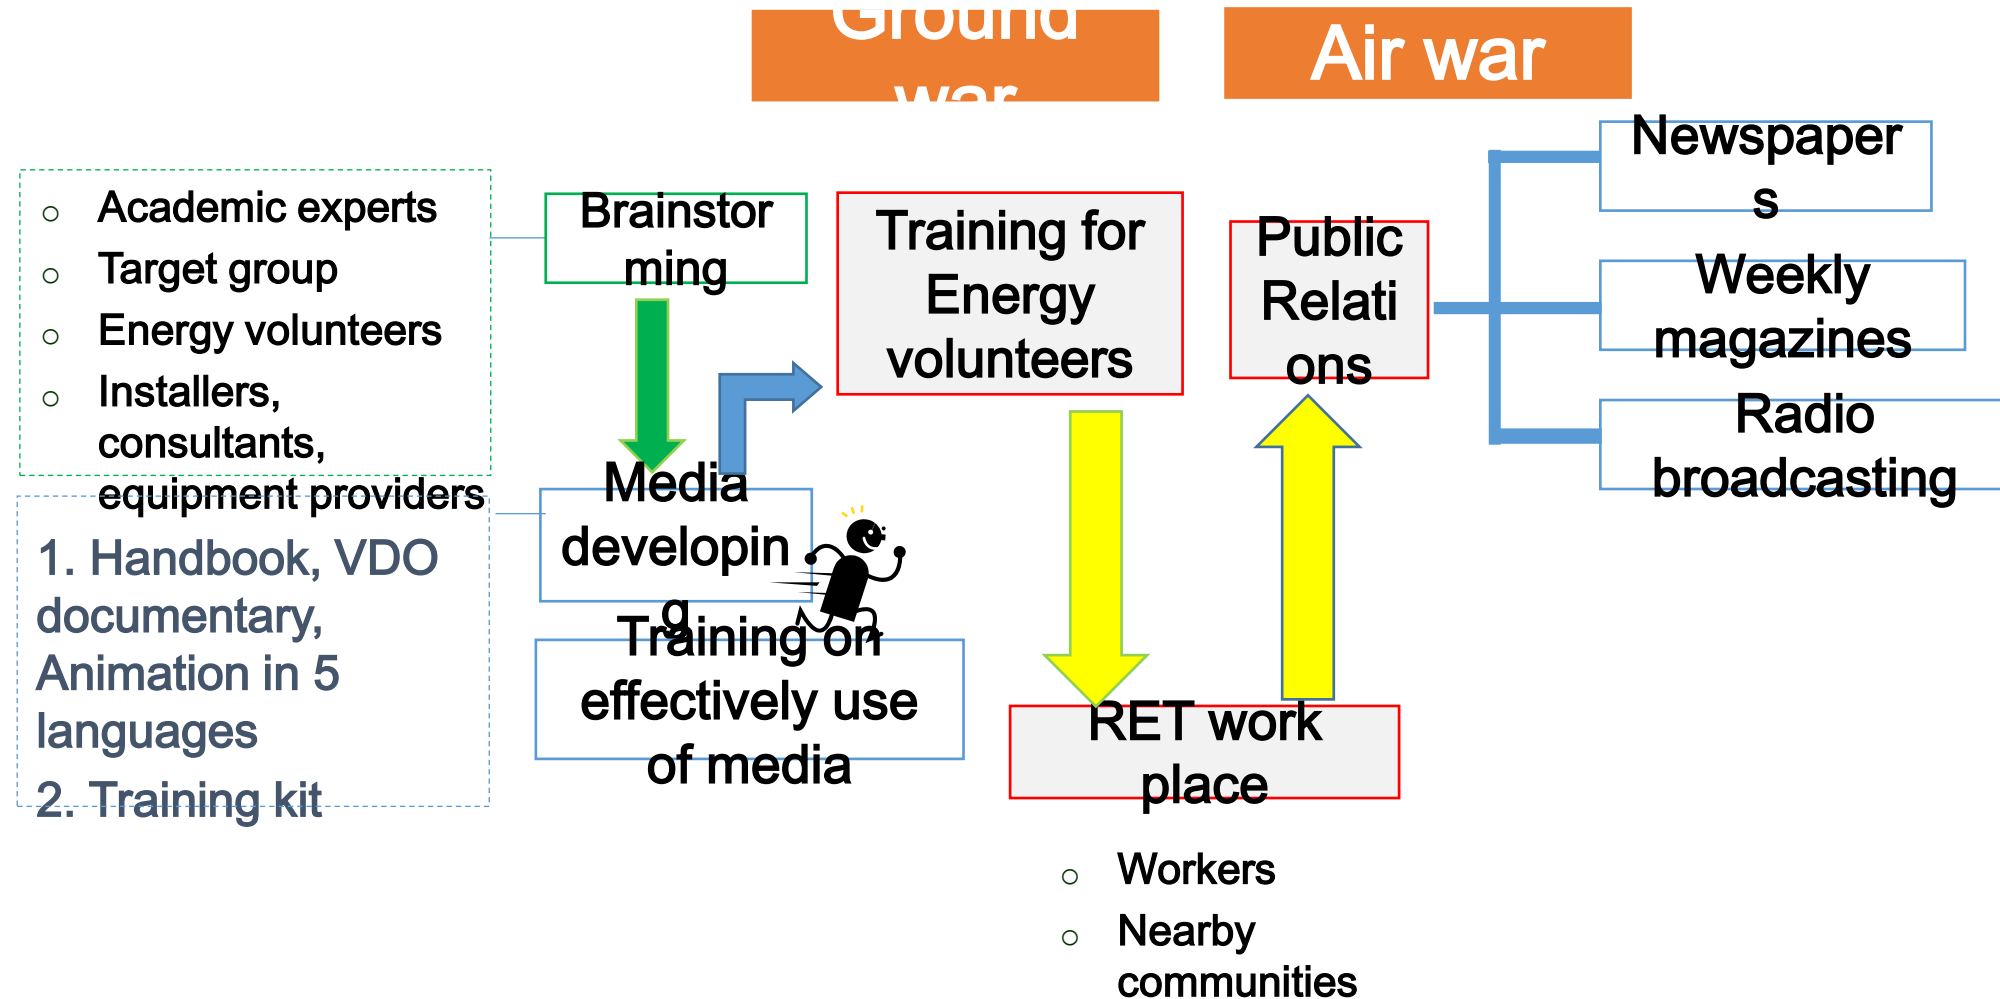 Ground
war
Air war
Academic experts
Target group
Energy volunteers
Installers,
consultants,
equipment providers
Brainstor
ming
Training for
Energy
volunteers
Public
Relati
ons
Newspaper
s
Weekly
magazines
Radio
broadcasting
Media
developin
g
1. Handbook, VDO
documentary,
Animation in 5
languages
2. Training kit
Training on
effectively use
of media
RET work
place
Workers
Nearby
communities